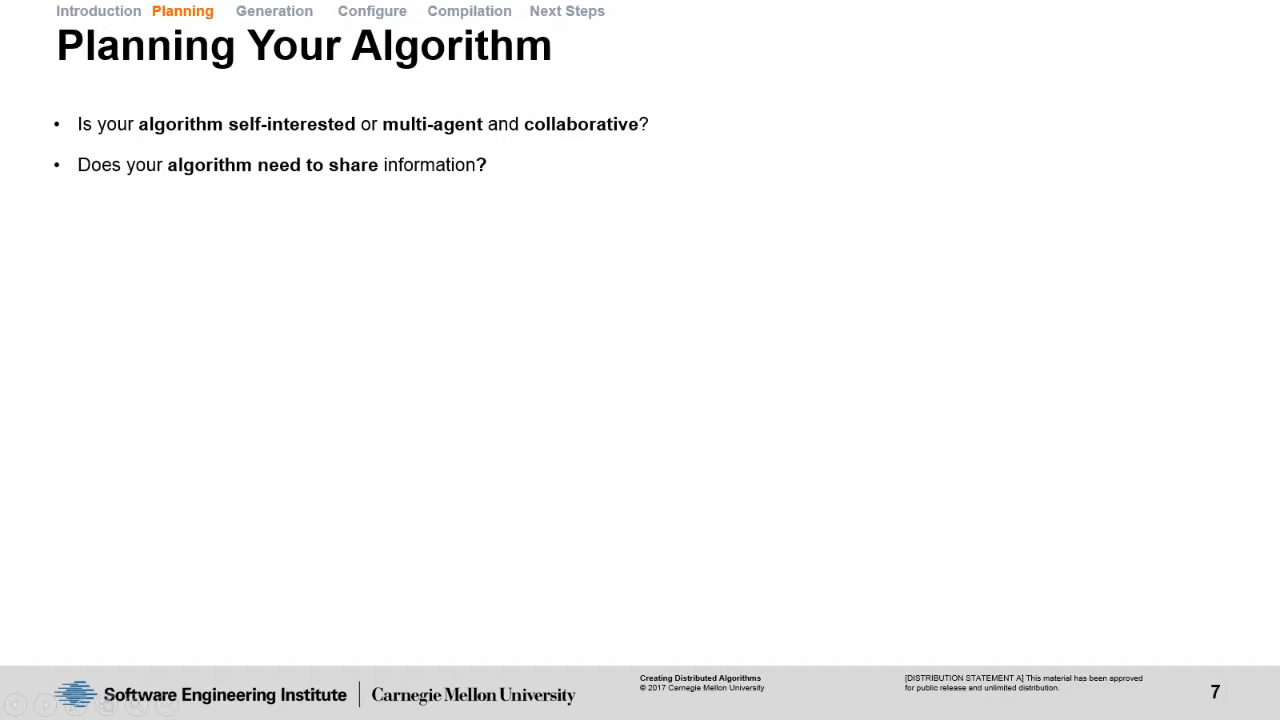 Introduction Planning Generation Configure Compilation Next Steps
Planning Your Algorithm
• Is your algorithm self-interested or multi-agent and collaborative?
• Does your algorithm need to share information?
Software Engineering Institute | Carnegie Mellon University
Creating Distributed Algorithms
© 2017 Carnegie Mellon University
[DISTRIBUTION STATEMENT A] This material has been approved
for public release and unlimited distribution.
7